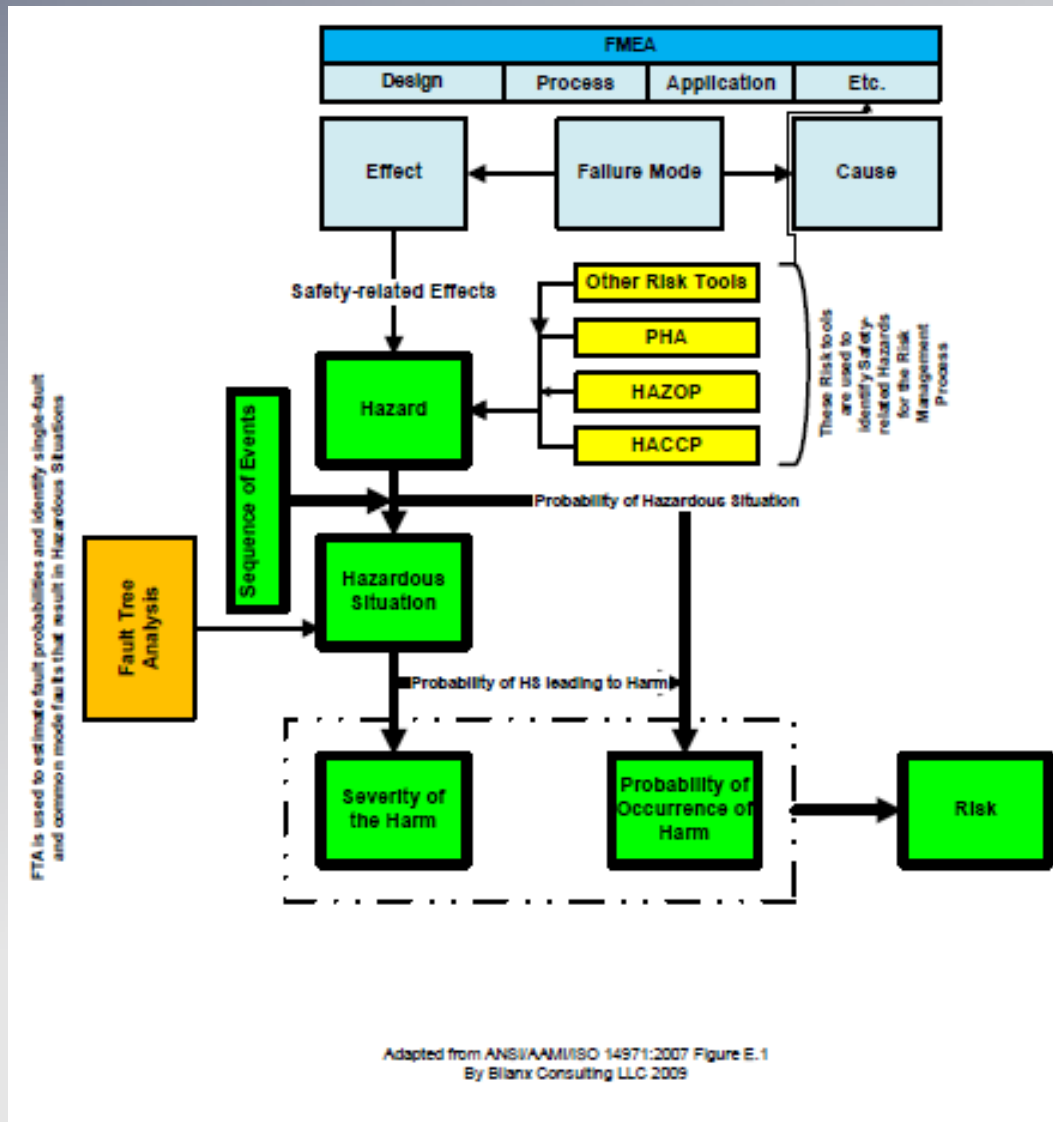 FMEA
Design
Process
Application
Etc.
Effect
Failure Mode
Cause
Safety-related Effects
Other Risk Tools
PHA
HAZOP
HACCP
These Risk tools
are used to
identify Safety-
related Hazards
for the Risk
Management
Process
Hazard
Sequence of Events
Probability of Hazardous Situation
FTA is used to estimate fault probabilities and identify single-fault
and common mode faults that result in Hazardous Situations
Fault Tree
Analysis
Hazardous
Situation
Probability of HS leading to Harm
Severity of
the Harm
Probability of
Occurrence of
Harm
Risk
Adapted from ANSI/AAMI/ISO 14971:2007 Figure E.1
By Bilanx Consulting LLC 2009